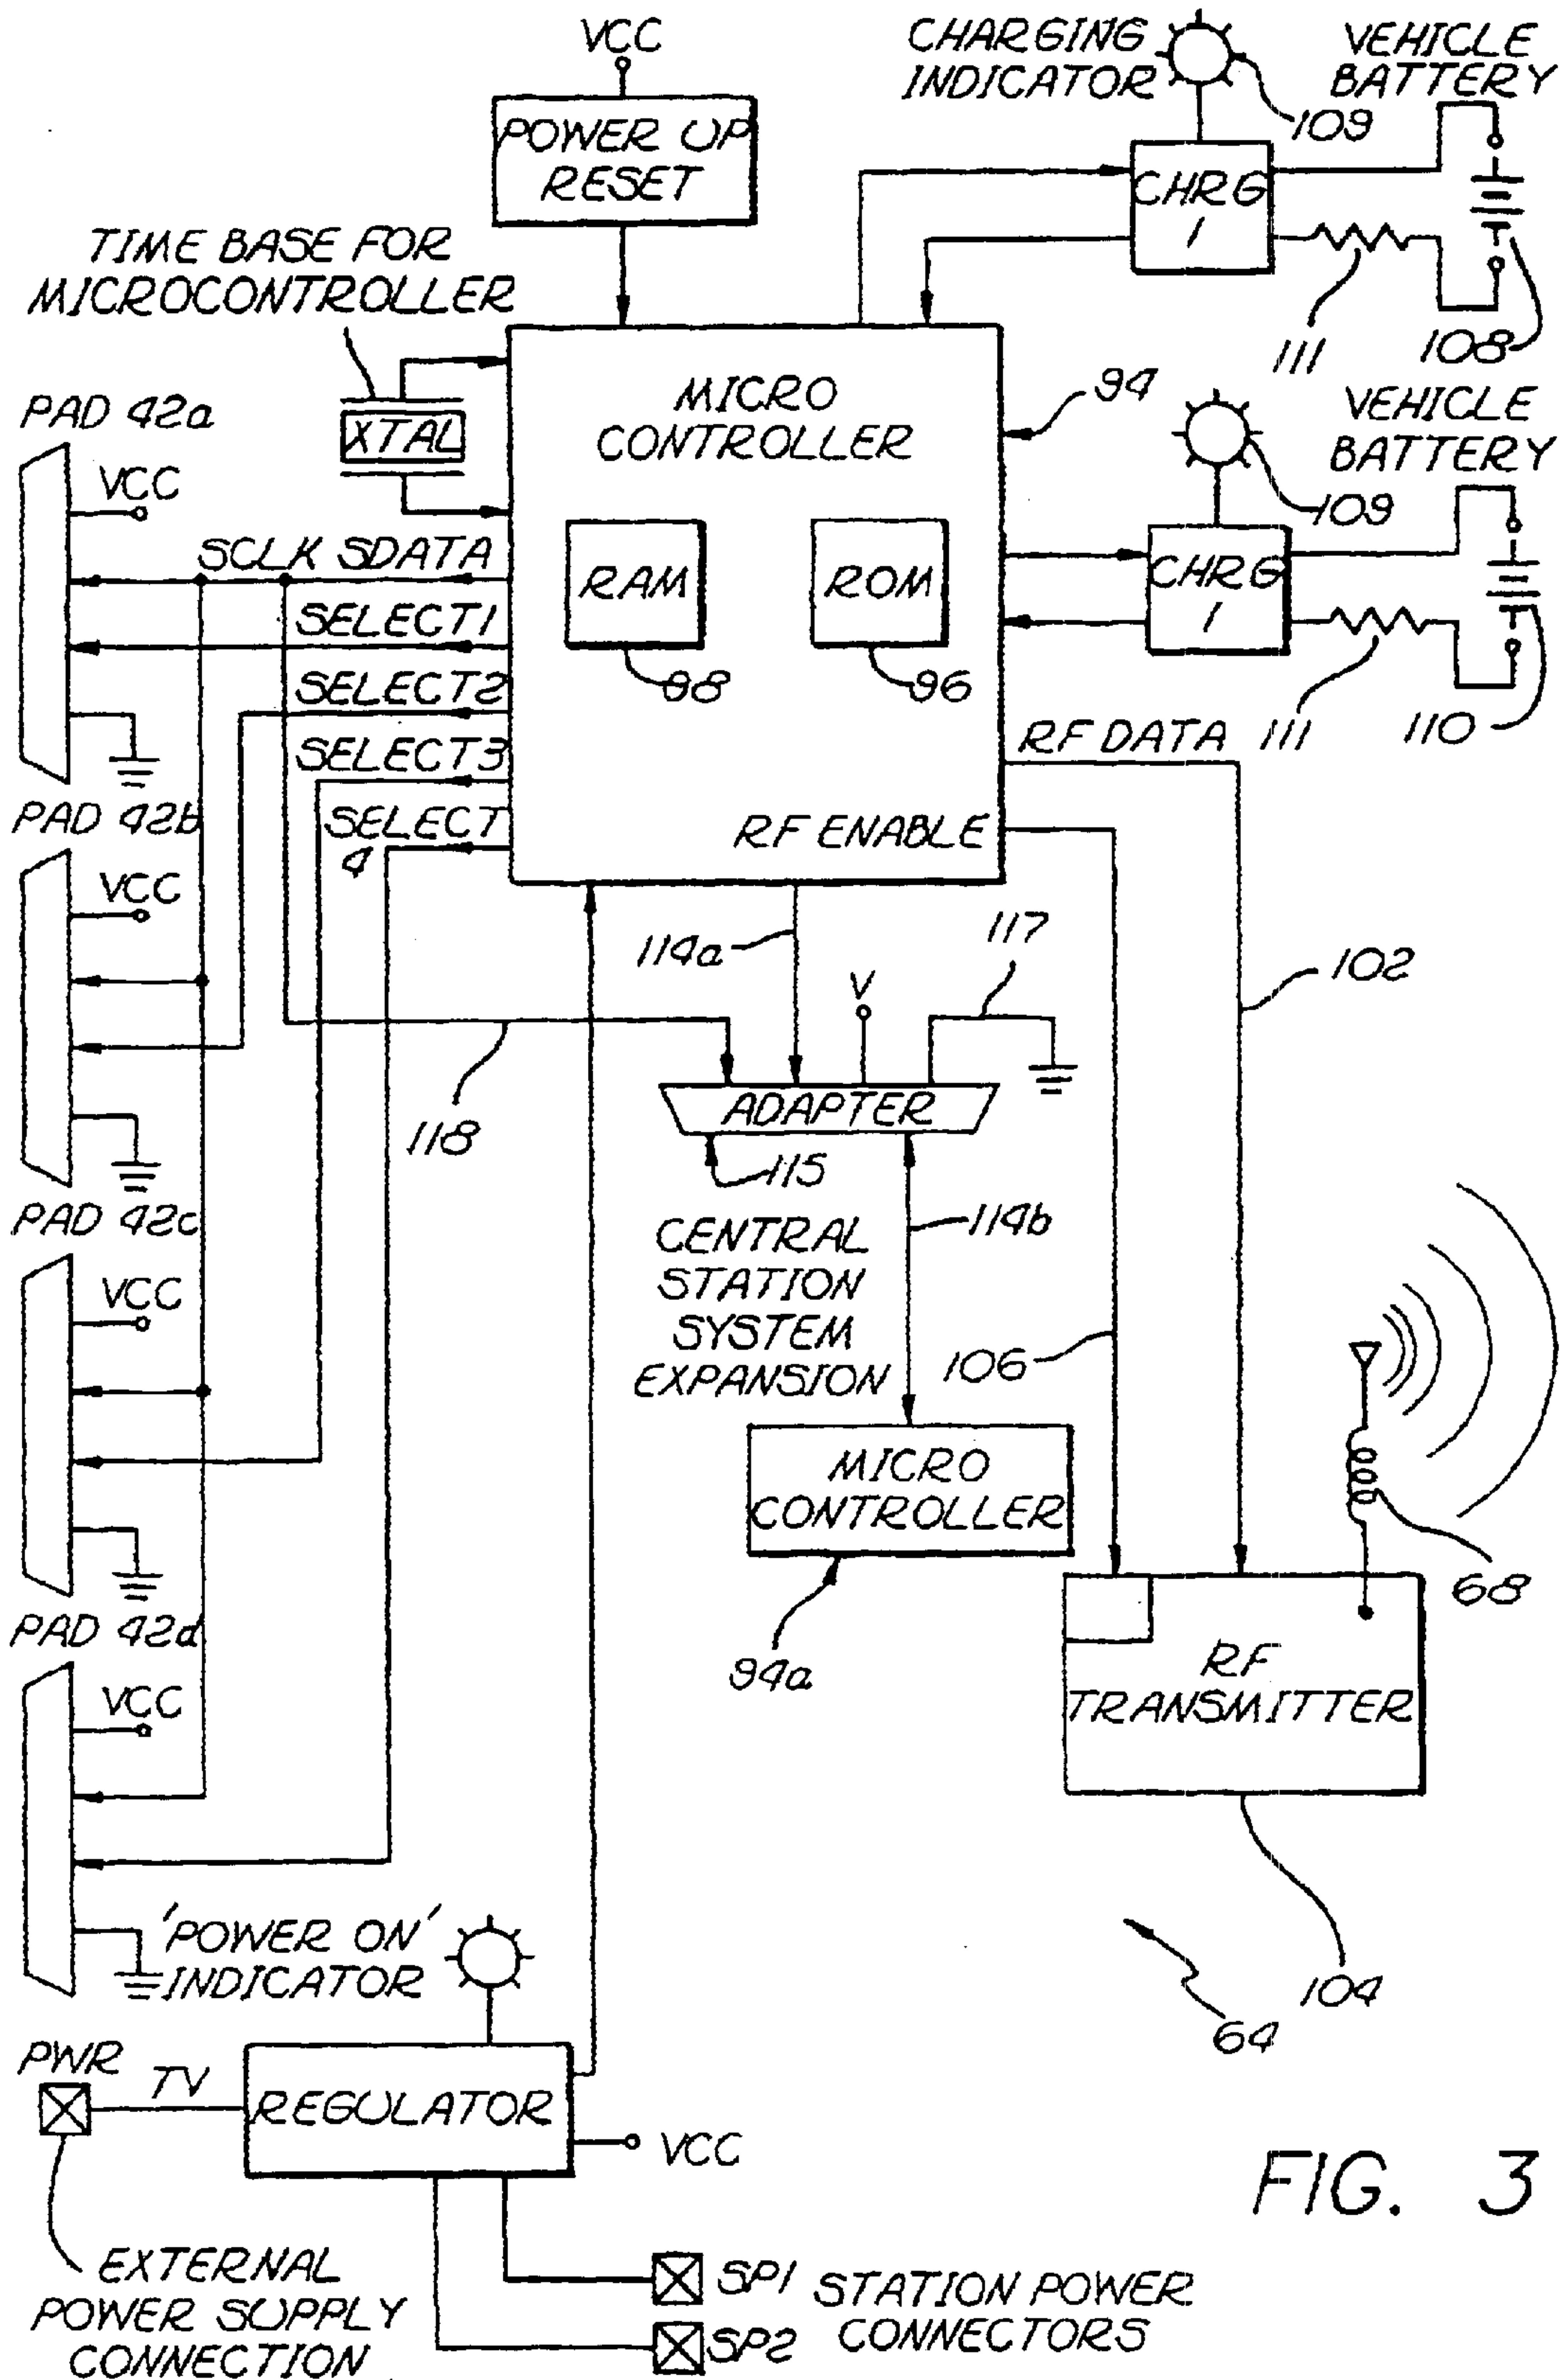 VCC
CHARGING
INDICATOR
VEHICLE
BATTERY
109
POWER UP
RESET
CHRG
1
TIME BASE FOR
MICROCONTROLLER
111
108
PAD 42a
XTAL
MICRO
CONTROLLER
94
VEHICLE
BATTERY
VCC
109
SCLK SDATA
RAM
ROM
CHRG
1
SELECT1
98
96
SELECT2
111
110
SELECT3
RF DATA
PAD 42b
SELECT
4
RF ENABLE
VCC
114a
117
102
V
118
ADAPTER
115
PAD 42c
114b
CENTRAL
STATION
SYSTEM
EXPANSION
VCC
106
MICRO
CONTROLLER
68
PAD 42d
94a
RF
TRANSMITTER
VCC
'POWER ON'
INDICATOR
104
64
PWR
TV
REGULATOR
VCC
FIG. 3
EXTERNAL
POWER SUPPLY
CONNECTION
SP1
SP2
STATION POWER
CONNECTORS